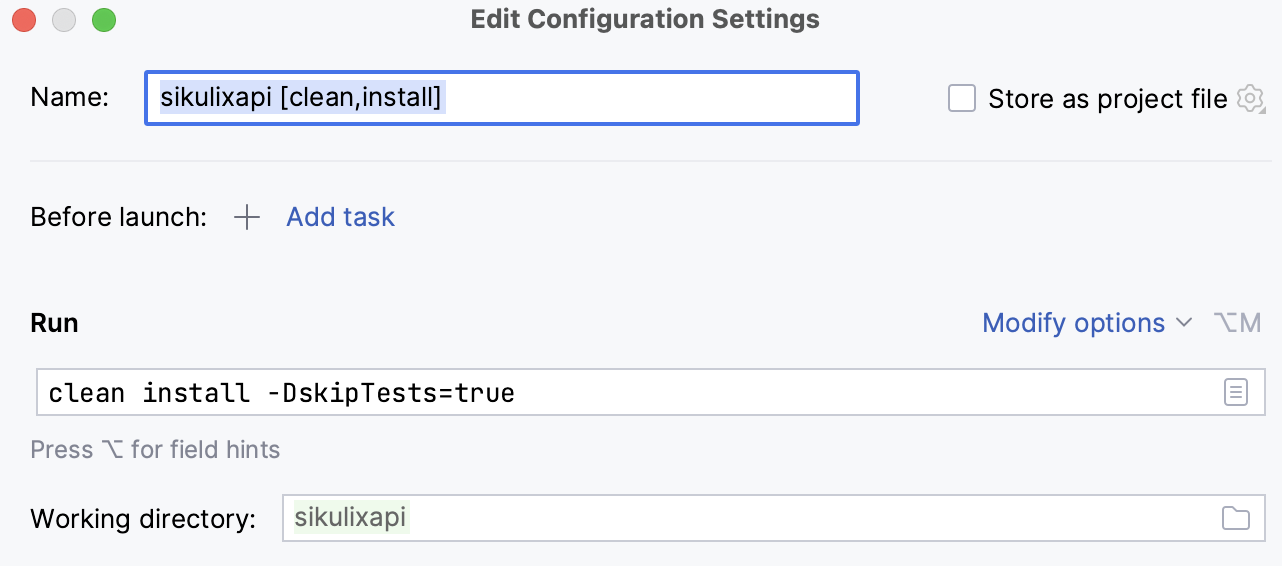 Edit Configuration Settings
Name: sikulixapi [clean,install] Store as project file
Before launch: Add task
Run Modify options ⌥M
clean install -DskipTests=true
Press ⌥ for field hints
Working directory: sikulixapi